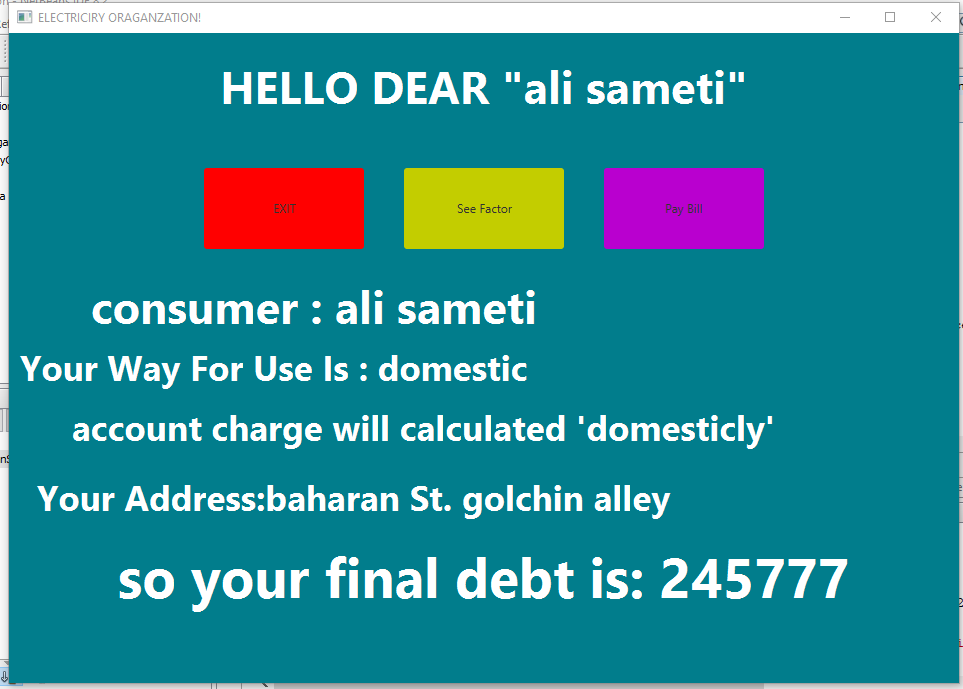 ELECTRICIRY ORAGANZATION!
HELLO DEAR "ali sameti"
EXIT See Factor Pay Bill
consumer : ali sameti
Your Way For Use Is : domestic
account charge will calculated 'domesticly'
Your Address:baharan St. golchin alley
so your final debt is: 245777